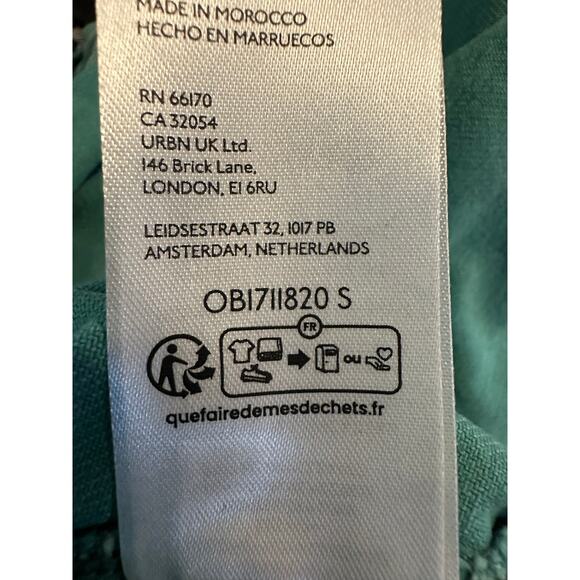 MADE IN MOROCCO
HECHO EN MARRUECOS
RN 66170
CA 32054
URBN UK Ltd.
146 Brick Lane,
LONDON, E1 6RU
LEIDSESTRAAT 32, 1017 PB
AMSTERDAM, NETHERLANDS
OB1711820 S
FR
ou
quefairedemesdechets.fr